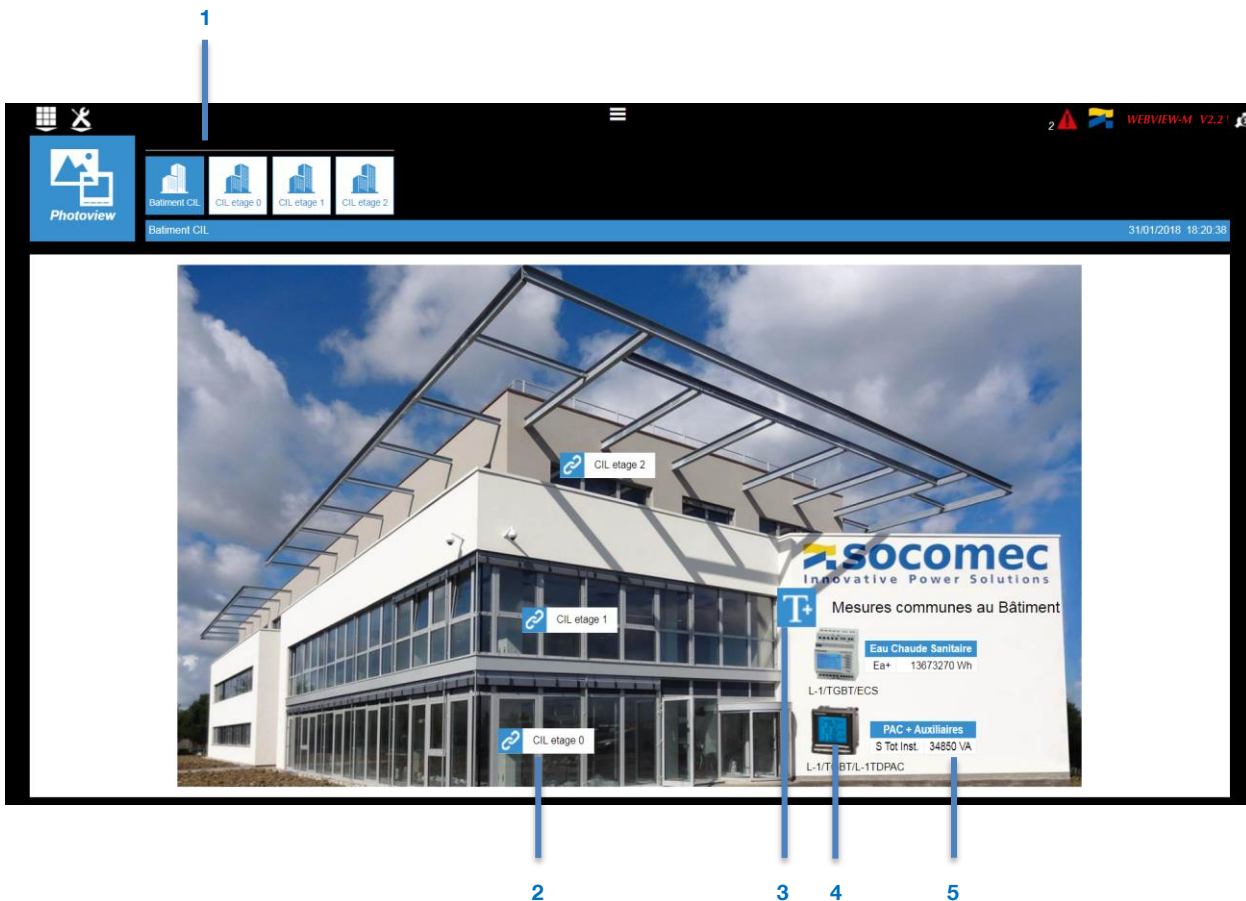 1
2
WEBVIEW-M V2.2
Photoview
Batiment CIL
CIL etage 0
CIL etage 1
CIL etage 2
Batiment CIL
31/01/2018 18:20:38
CIL etage 2
socomec
Innovative Power Solutions
T+
Mesures communes au Bâtiment
CIL etage 1
Eau Chaude Sanitaire
Ea+ 13673270 Wh
L-1/TGBT/ECS
CIL etage 0
PAC + Auxiliaires
S Tot Inst. 34850 VA
L-1/TGBT/L-1TDPAC
2
3
4
5